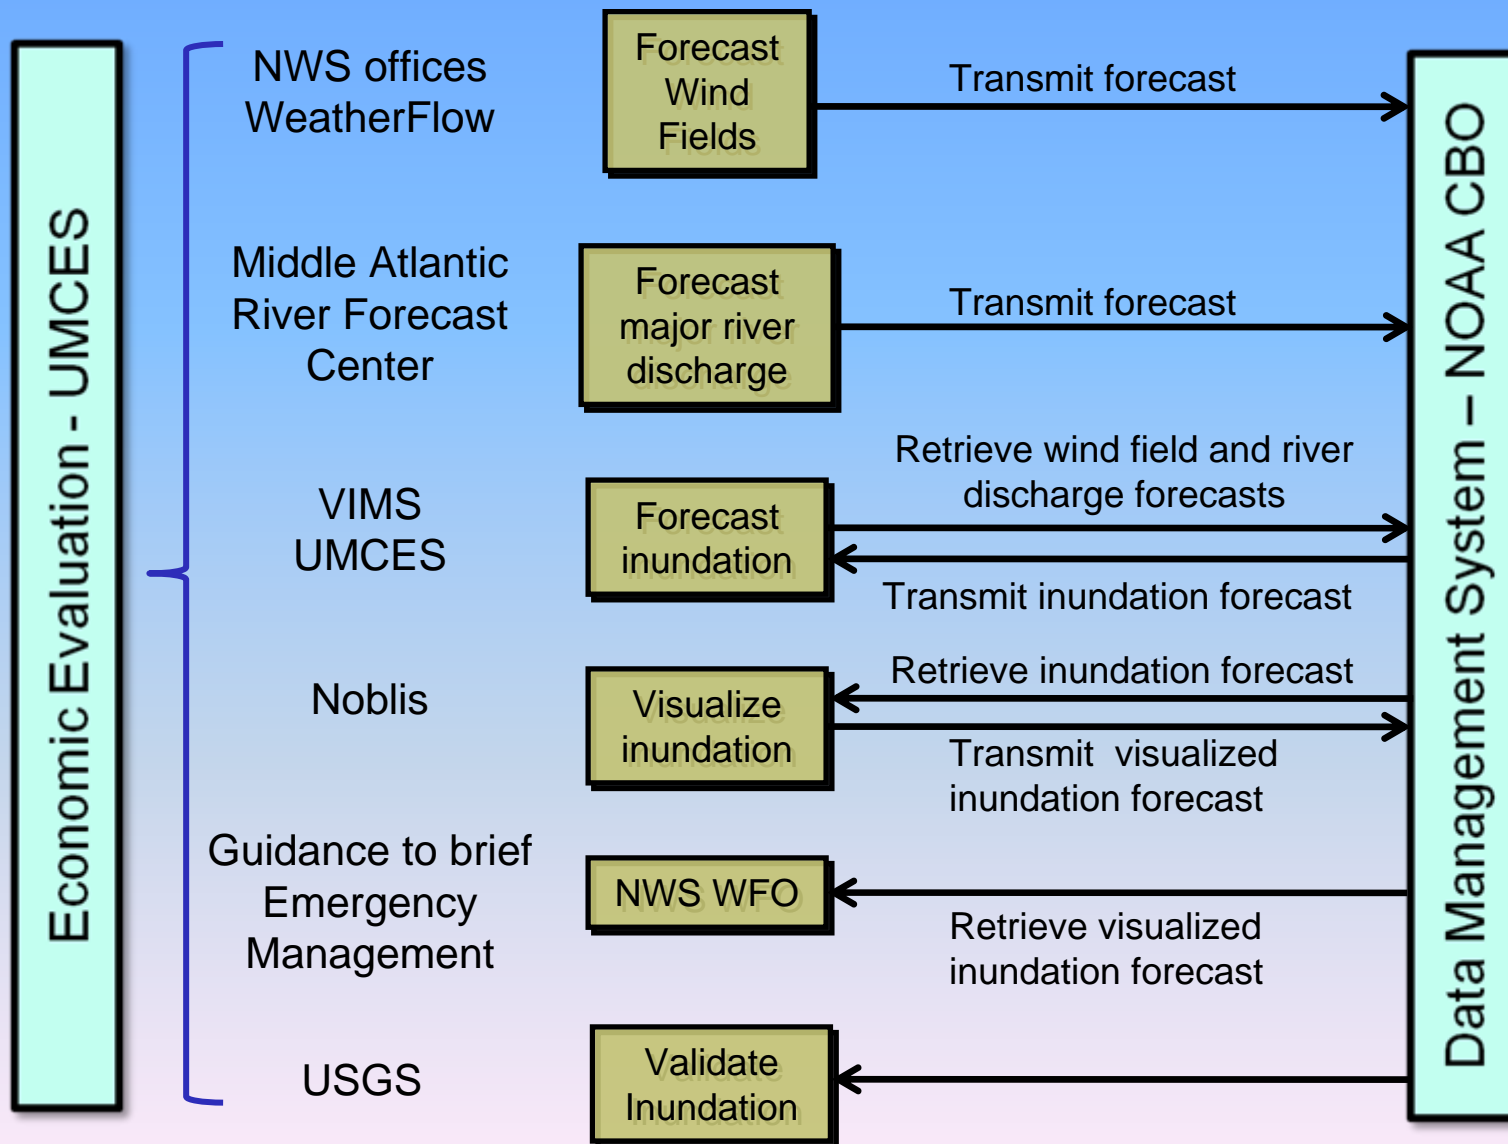 Economic Evaluation - UMCES
NWS offices
WeatherFlow
Forecast
Wind
Fields
Transmit forecast
Middle Atlantic
River Forecast
Center
Forecast
major river
discharge
Transmit forecast
VIMS
UMCES
Forecast
inundation
Retrieve wind field and river
discharge forecasts
Transmit inundation forecast
Noblis
Visualize
inundation
Retrieve inundation forecast
Transmit visualized
inundation forecast
Guidance to brief
Emergency
Management
NWS WFO
Retrieve visualized
inundation forecast
USGS
Validate
Inundation
Data Management System – NOAA CBO